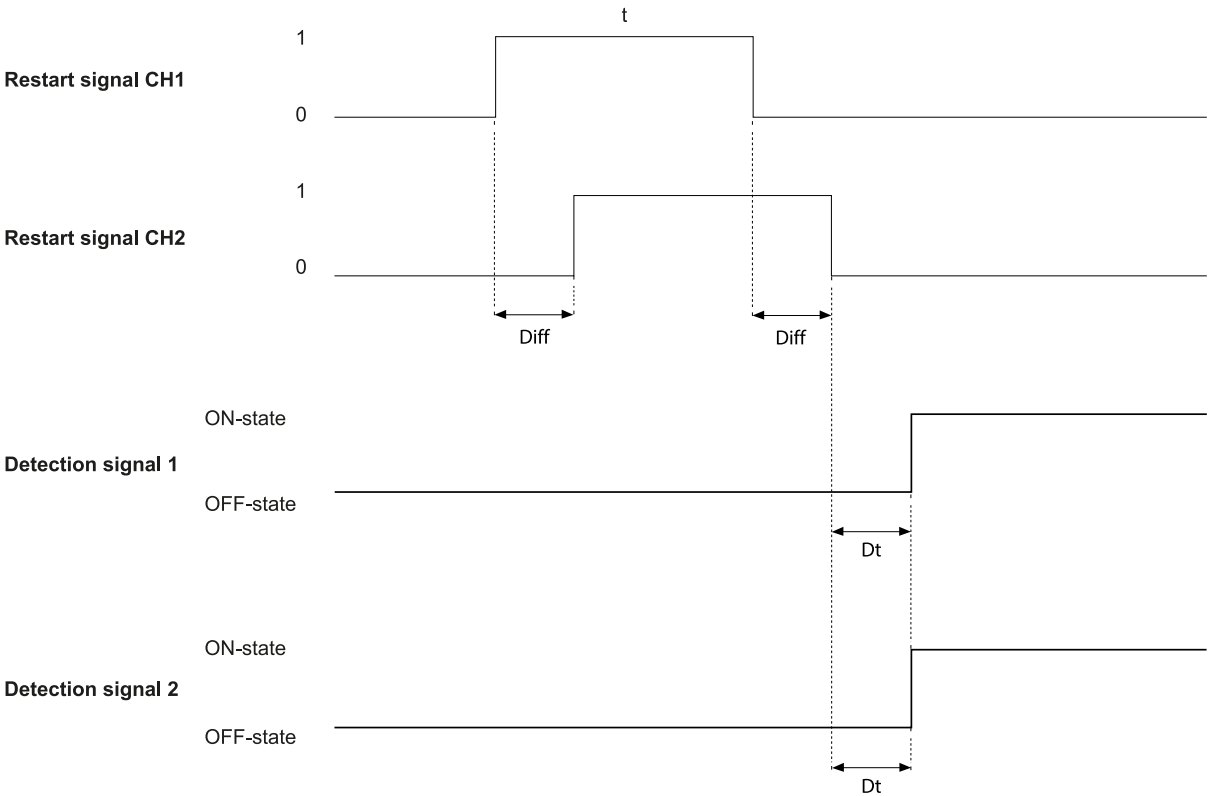 t
1
Restart signal CH1
0
1
Restart signal CH2
0
Diff Diff
ON-state
Detection signal 1
OFF-state
Dt
ON-state
Detection signal 2
OFF-state
Dt